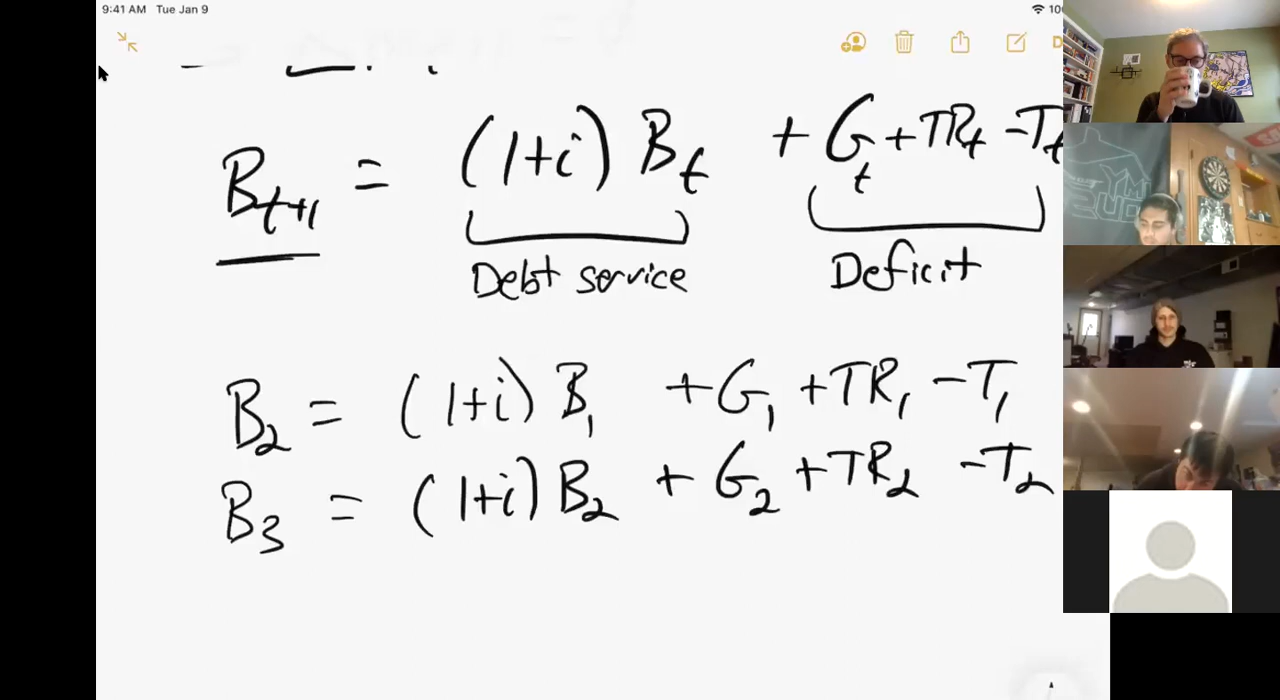 9:41 AM Tue Jan 9
B_{t+1} = (1+i) B_t + G_t + TR_t - T_t
Debt service Deficit
B_2 = (1+i) B_1 + G_1 + TR_1 - T_1
B_3 = (1+i) B_2 + G_2 + TR_2 - T_2